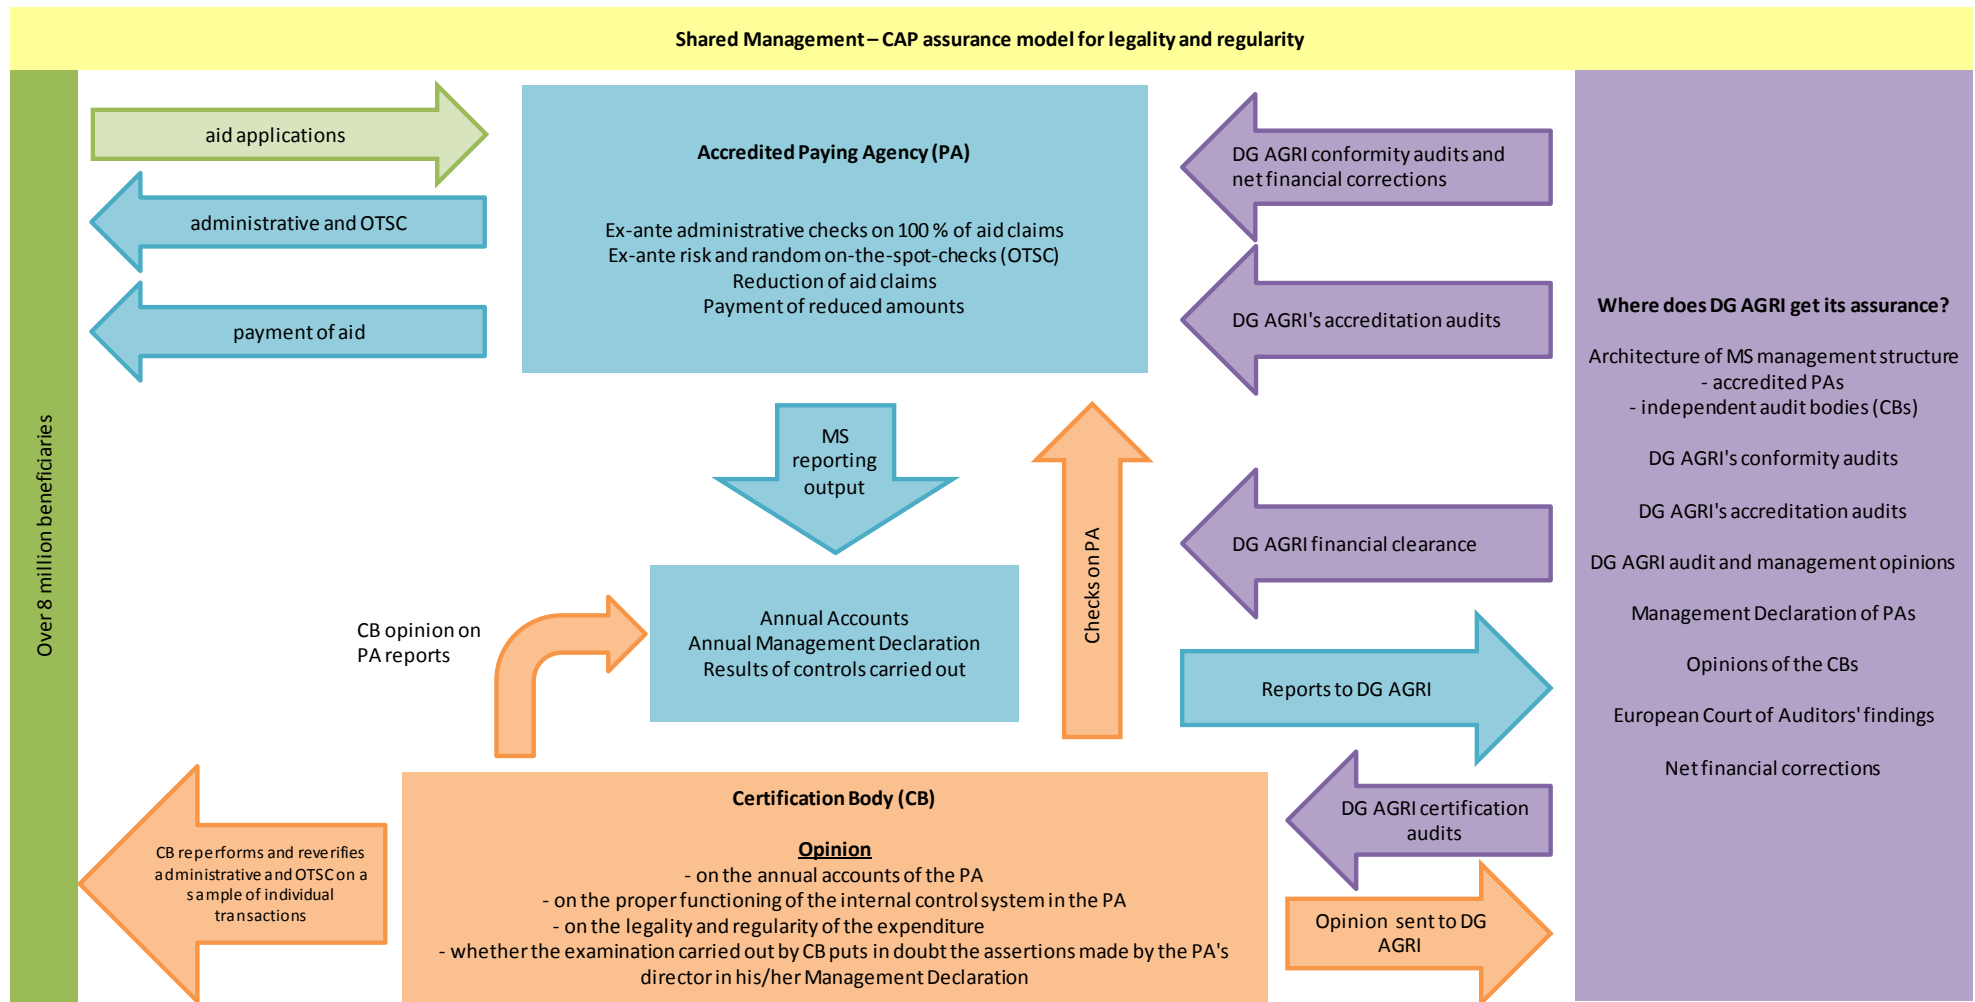 Shared Management – CAP assurance model for legality and regularity
Over 8 million beneficiaries
aid applications
administrative and OTSC
payment of aid
Accredited Paying Agency (PA)
Ex-ante administrative checks on 100 % of aid claims
Ex-ante risk and random on-the-spot-checks (OTSC)
Reduction of aid claims
Payment of reduced amounts
DG AGRI conformity audits and
net financial corrections
DG AGRI's accreditation audits
MS
reporting
output
Checks on PA
DG AGRI financial clearance
CB opinion on
PA reports
Annual Accounts
Annual Management Declaration
Results of controls carried out
Reports to DG AGRI
CB reperforms and reverifies
administrative and OTSC on a
sample of individual
transactions
Certification Body (CB)
Opinion
- on the annual accounts of the PA
- on the proper functioning of the internal control system in the PA
- on the legality and regularity of the expenditure
- whether the examination carried out by CB puts in doubt the assertions made by the PA's
director in his/her Management Declaration
DG AGRI certification
audits
Opinion sent to DG
AGRI
Where does DG AGRI get its assurance?
Architecture of MS management structure
- accredited PAs
- independent audit bodies (CBs)
DG AGRI's conformity audits
DG AGRI's accreditation audits
DG AGRI audit and management opinions
Management Declaration of PAs
Opinions of the CBs
European Court of Auditors' findings
Net financial corrections